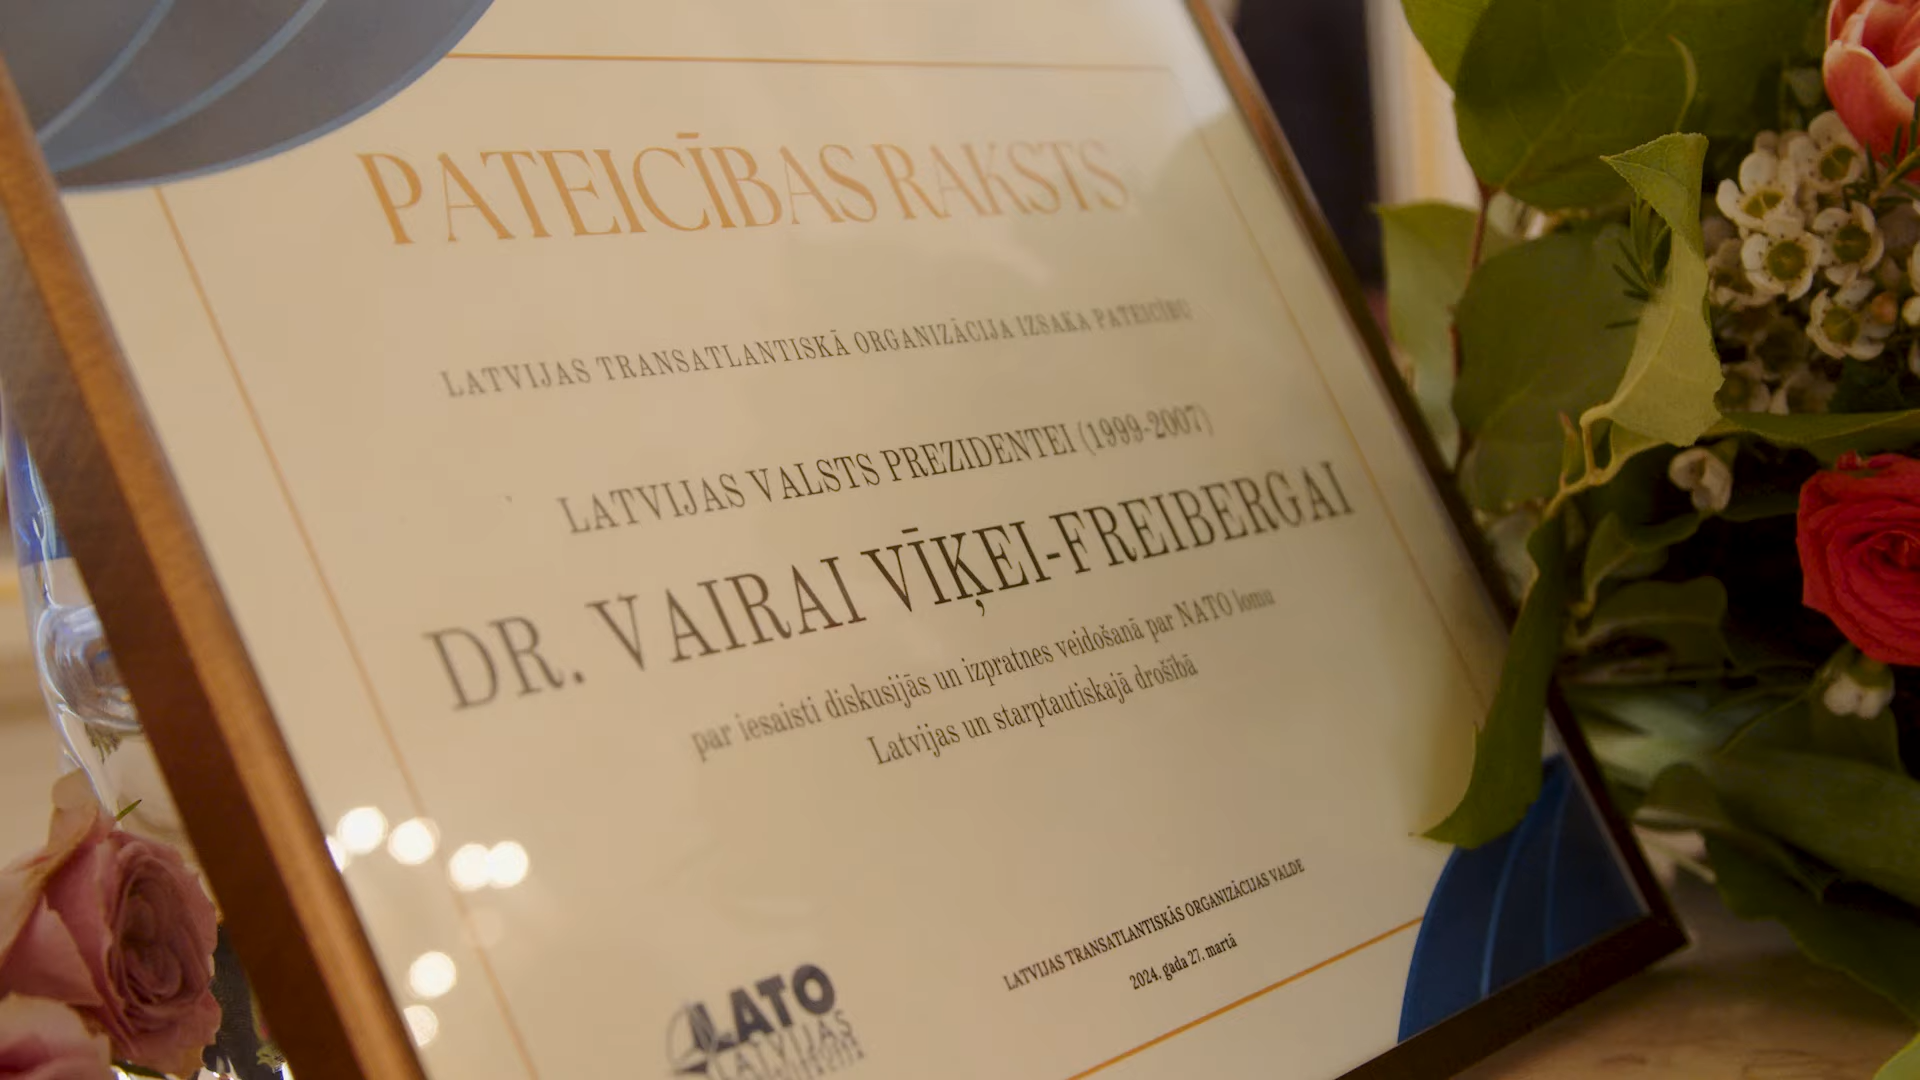 PATEICĪBAS RAKSTS
LATVIJAS TRANSATLANTISKĀ ORGANIZĀCIJA IZSAKA PATEICĪBU
LATVIJAS VALSTS PREZIDENTEI (1999-2007)
DR. VAIRAI VĪĶEI-FREIBERGAI
par iesaisti diskusijās un izpratnes veidošanā par NATO lomu
Latvijas un starptautiskajā drošībā
LATVIJAS TRANSATLANTISKĀS ORGANIZĀCIJAS VALDE
2024. gada 27. martā
LATO
LATVIJAS